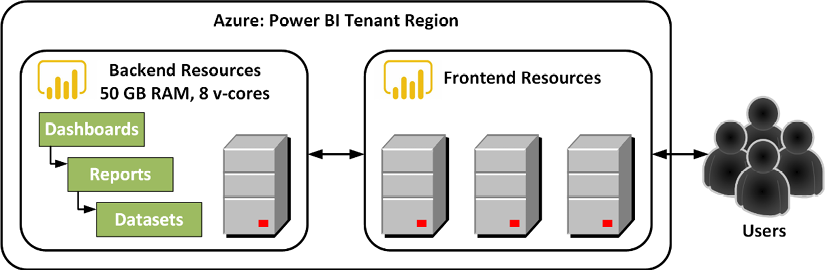 Azure: Power BI Tenant Region
Backend Resources
50 GB RAM, 8 v-cores
Dashboards
Reports
Datasets
Frontend Resources
Users